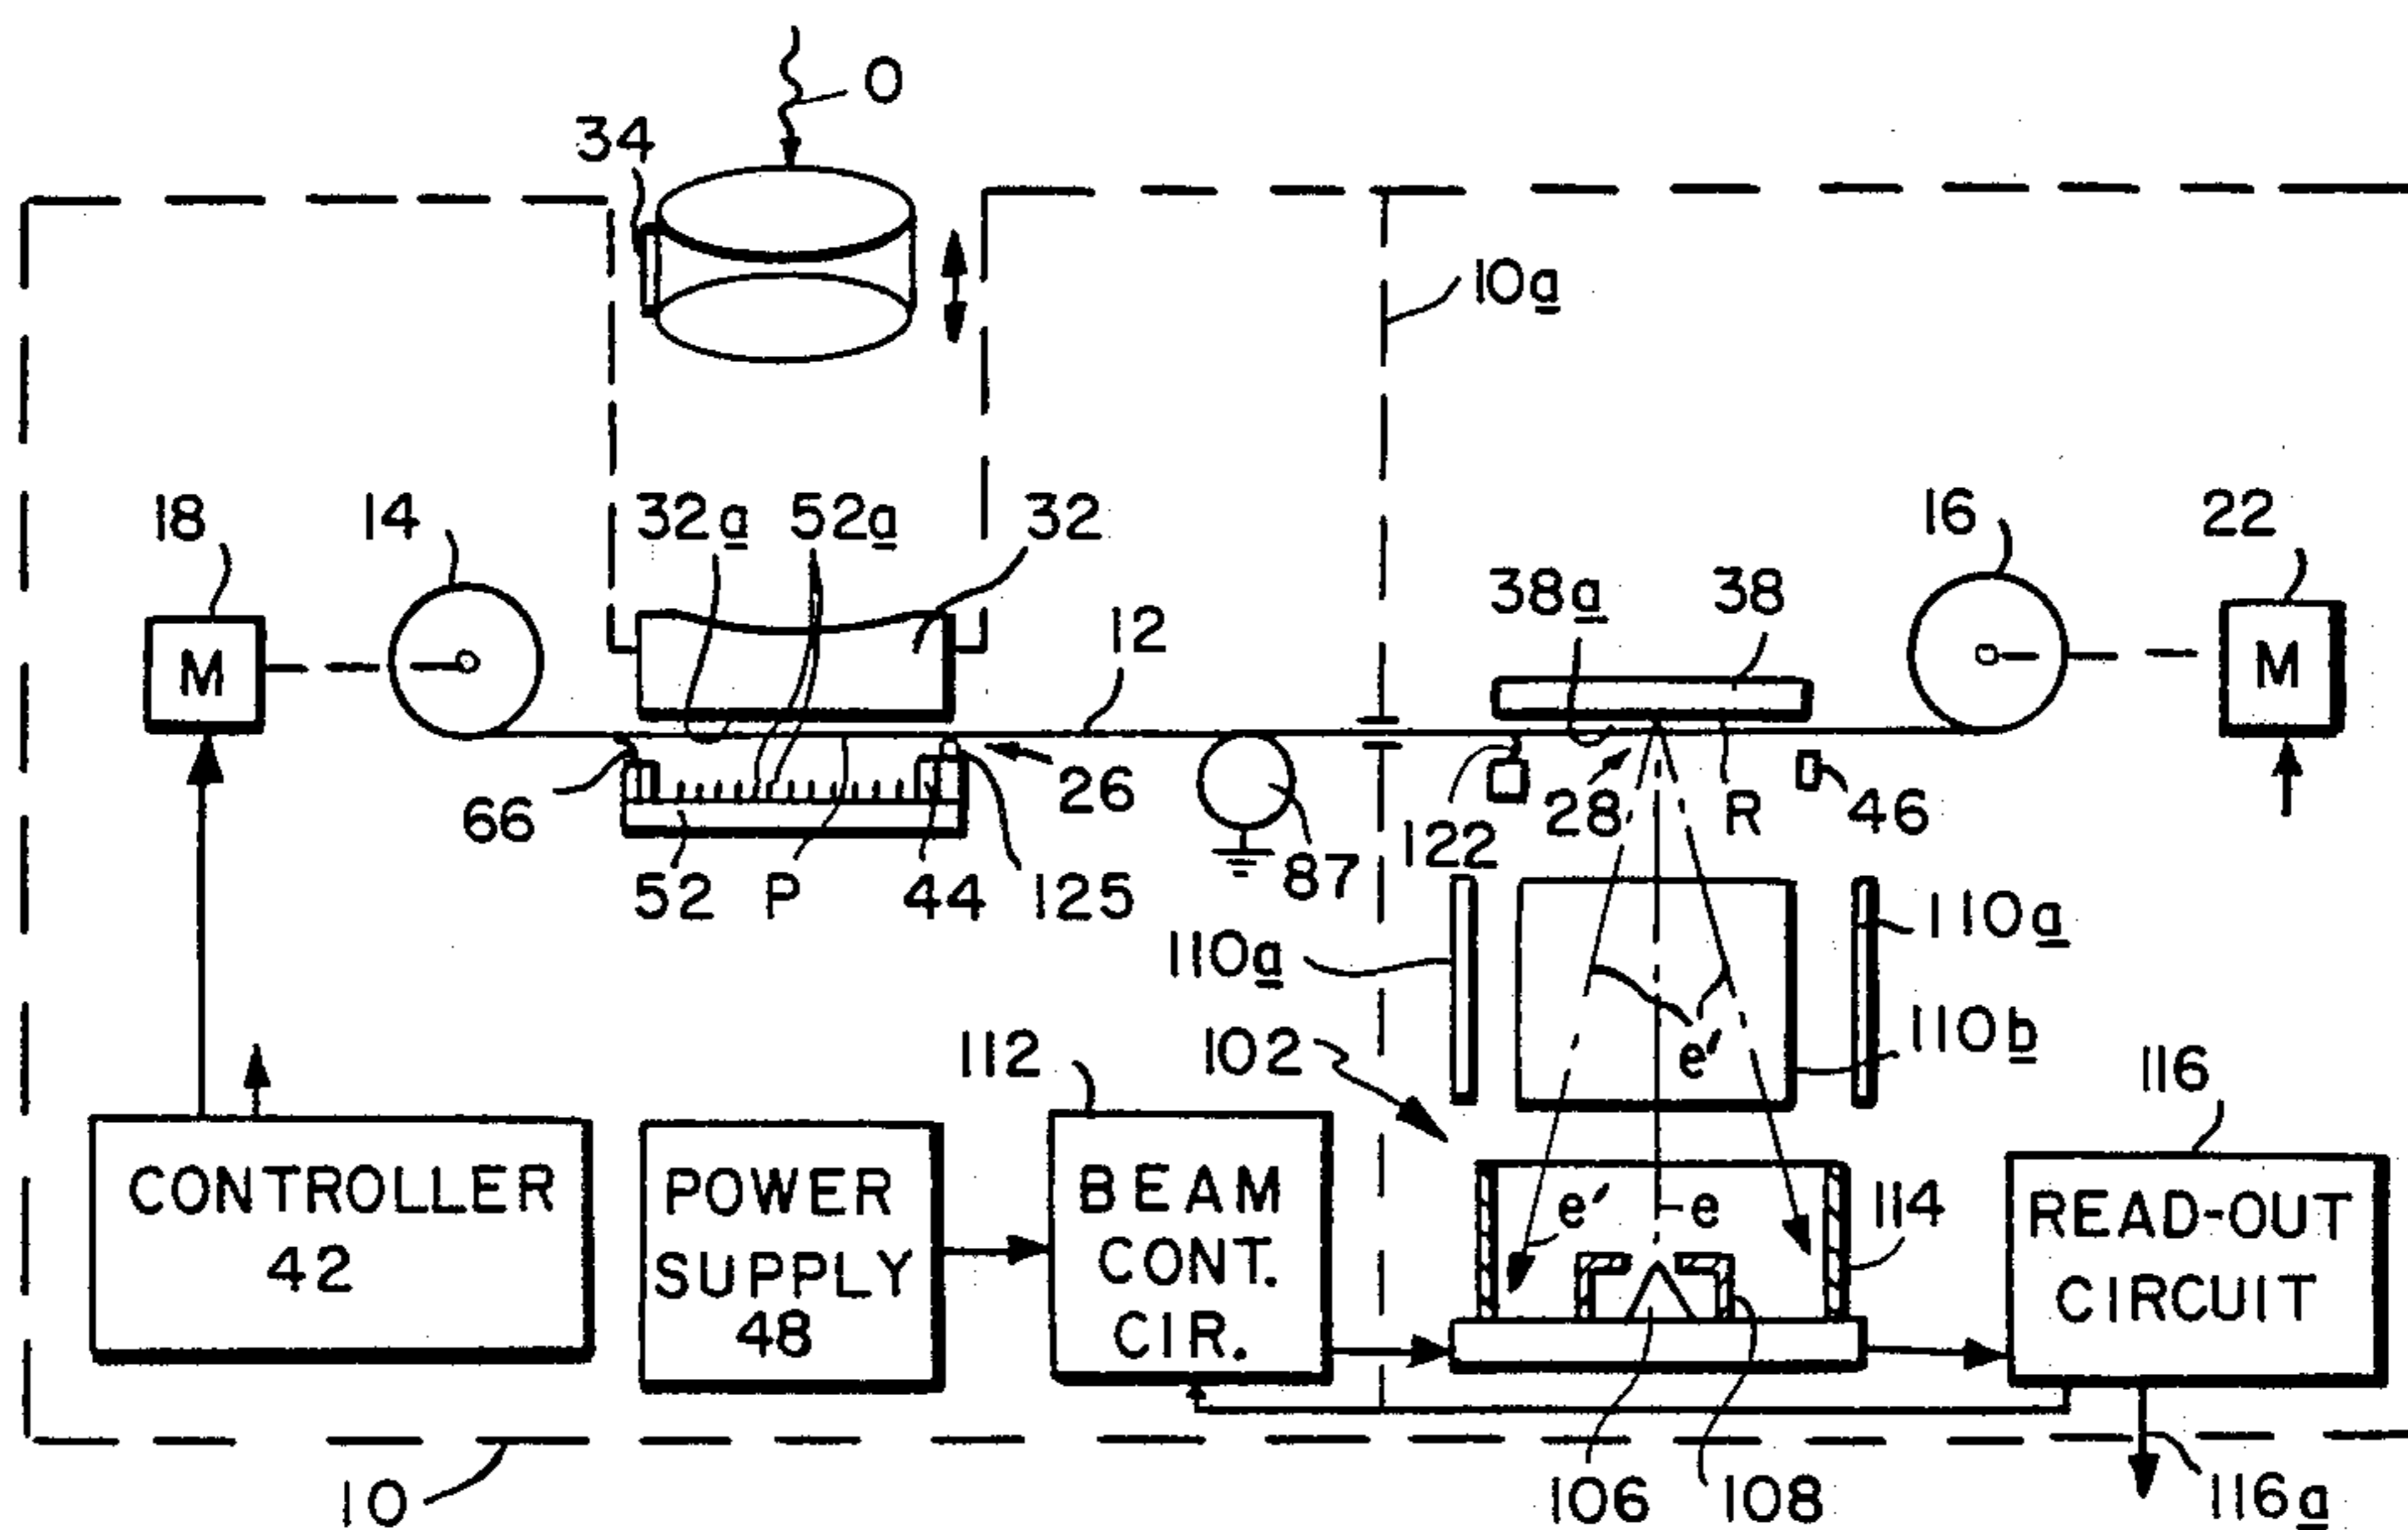 O
34
10a
18
14
32a
52a
32
12
38a
38
16
22
M
M
66
26
28
R
46
52
P
44
125
87
122
110a
110a
e'
110b
102
112
116
CONTROLLER
42
POWER
SUPPLY
48
BEAM
CONT.
CIR.
e'
e
114
READ-OUT
CIRCUIT
10
106
108
116a